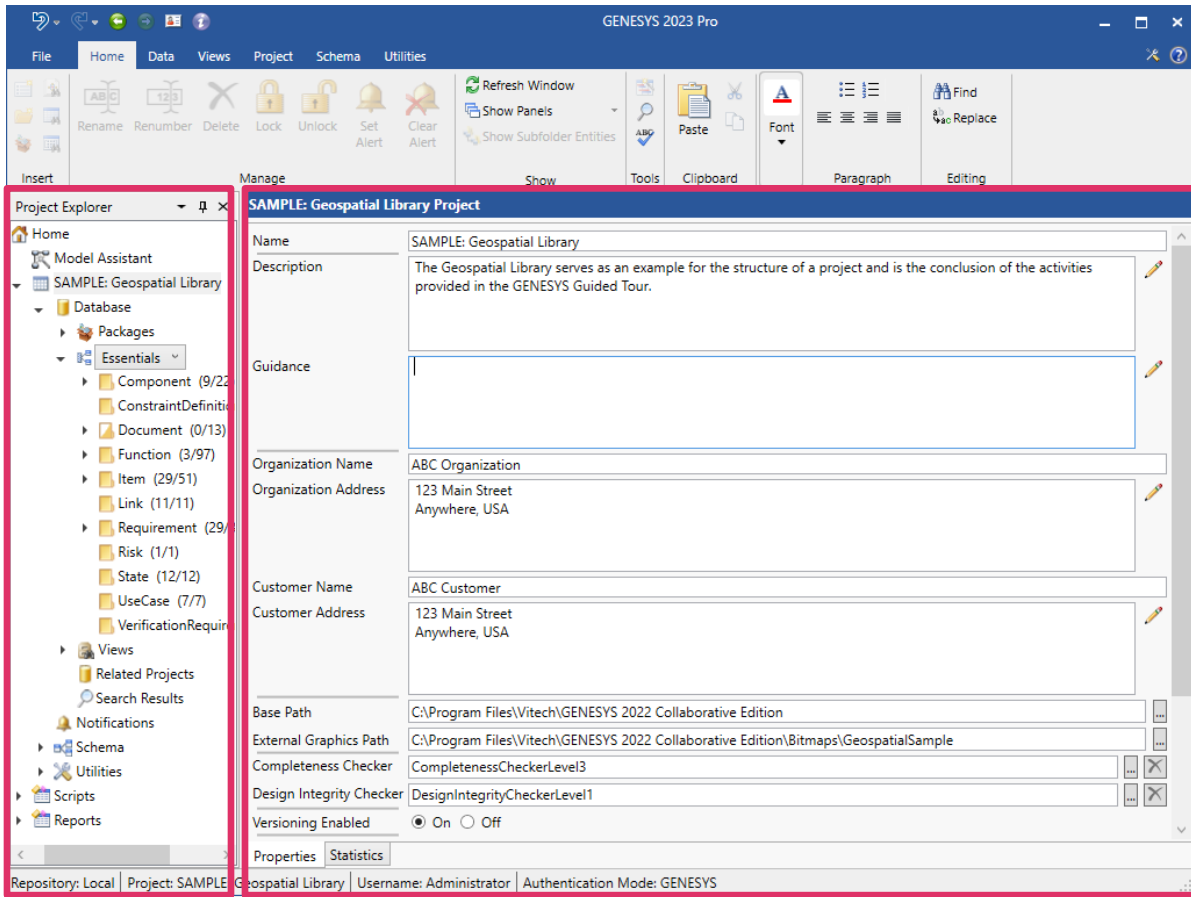 GENESYS 2023 Pro
File Home Data Views Project Schema Utilities
Rename Renumber Delete Lock Unlock Set Alert Clear Alert
Refresh Window
Show Panels
Show Subfolder Entities
Paste
Font
Find
Replace
Insert Manage Show Tools Clipboard Paragraph Editing
Project Explorer
Home
Model Assistant
SAMPLE: Geospatial Library
Database
Packages
Essentials
Component (9/22
ConstraintDefinitio
Document (0/13)
Function (3/97)
Item (29/51)
Link (11/11)
Requirement (29/
Risk (1/1)
State (12/12)
UseCase (7/7)
VerificationRequire
Views
Related Projects
Search Results
Notifications
Schema
Utilities
Scripts
Reports
SAMPLE: Geospatial Library Project
Name SAMPLE: Geospatial Library
Description The Geospatial Library serves as an example for the structure of a project and is the conclusion of the activities
provided in the GENESYS Guided Tour.
Guidance
Organization Name ABC Organization
Organization Address 123 Main Street
Anywhere, USA
Customer Name ABC Customer
Customer Address 123 Main Street
Anywhere, USA
Base Path C:\Program Files\Vitech\GENESYS 2022 Collaborative Edition
External Graphics Path C:\Program Files\Vitech\GENESYS 2022 Collaborative Edition\Bitmaps\GeospatialSample
Completeness Checker CompletenessCheckerLevel3
Design Integrity Checker DesignIntegrityCheckerLevel1
Versioning Enabled On Off
Properties Statistics
Repository: Local Project: SAMPLE: Geospatial Library Username: Administrator Authentication Mode: GENESYS